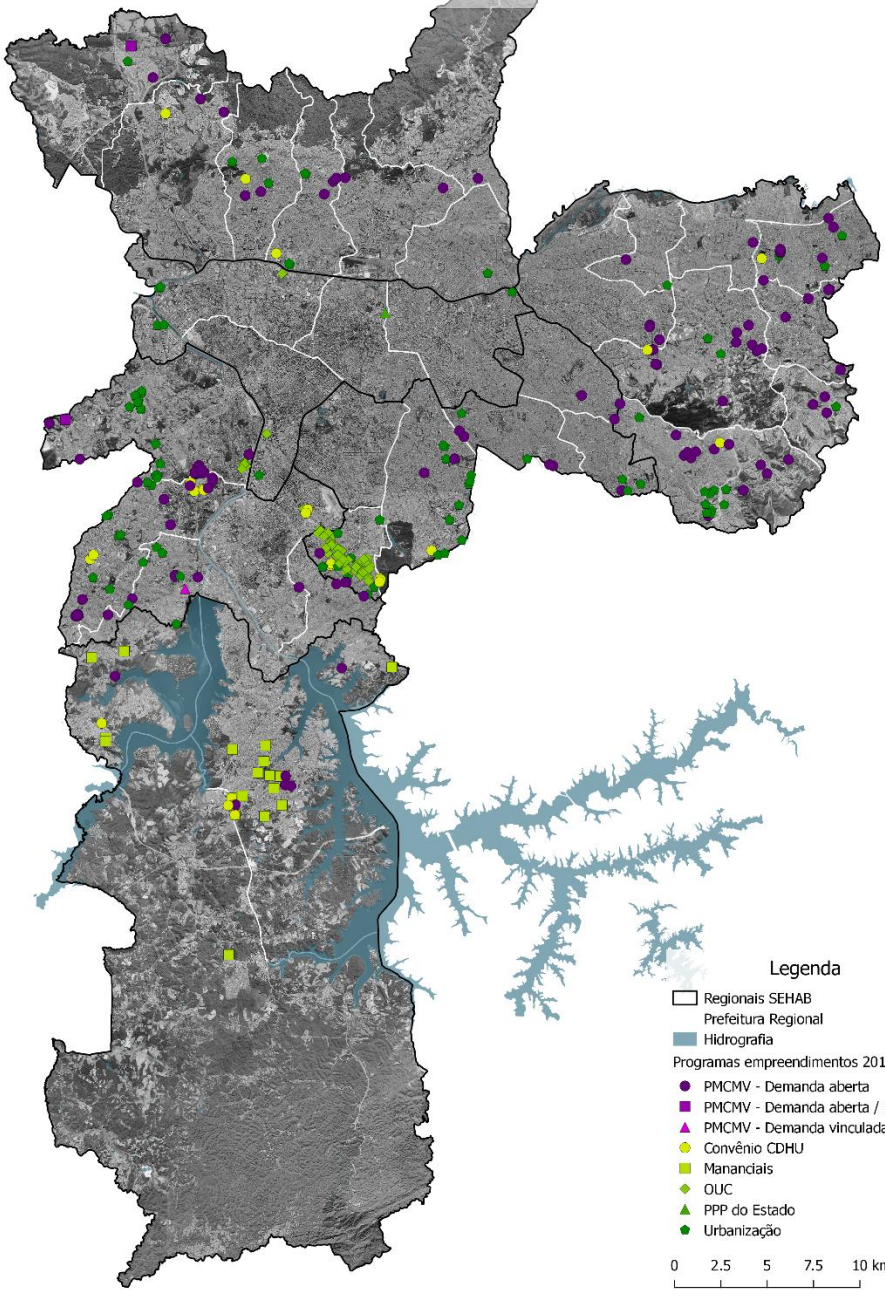 Legenda
Regionais SEHAB
Prefeitura Regional
Hidrografia
Programas empreendimentos 201
PMCMV - Demanda aberta
PMCMV - Demanda aberta /
PMCMV - Demanda vinculada
Convênio CDHU
Mananciais
OUC
PPP do Estado
Urbanização
0 2.5 5 7.5 10 km